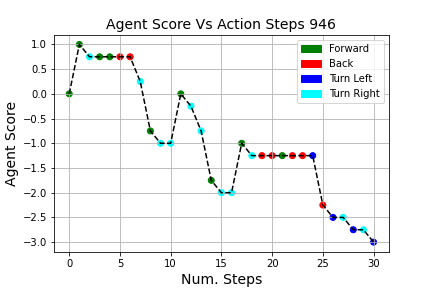 Agent Score Vs Action Steps 946
Agent Score
1.0
0.5
0.0
−0.5
−1.0
−1.5
−2.0
−2.5
−3.0
Forward
Back
Turn Left
Turn Right
0 5 10 15 20 25 30
Num. Steps